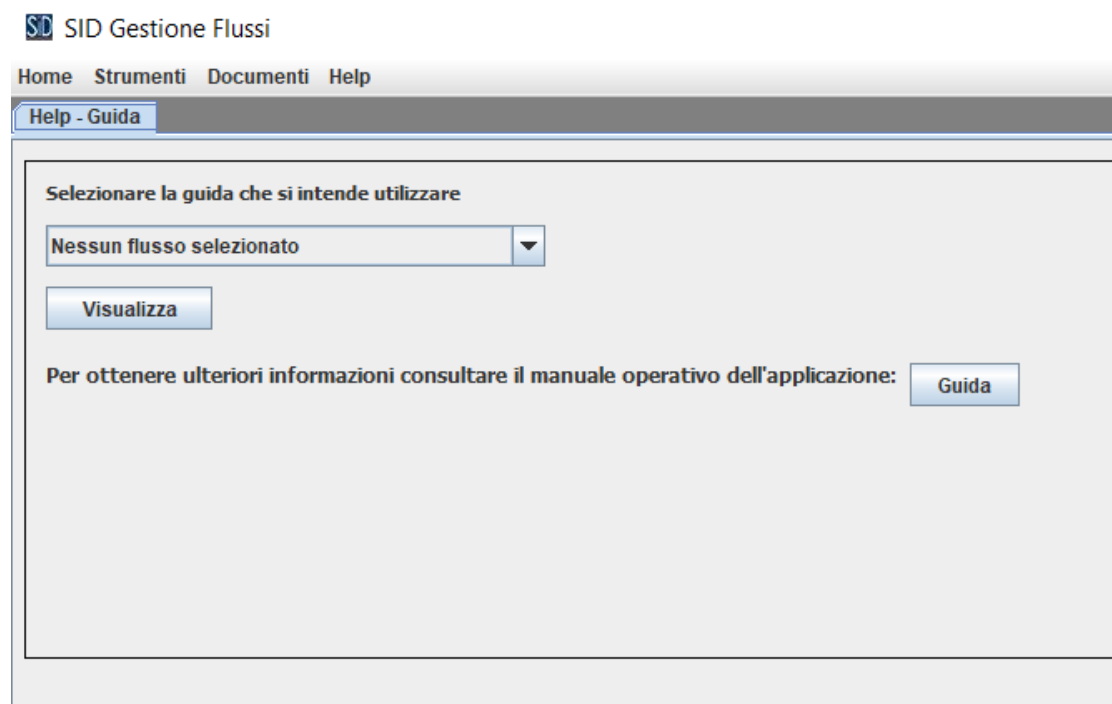 SID SID Gestione Flussi
Home Strumenti Documenti Help
Help - Guida
Selezionare la guida che si intende utilizzare
Nessun flusso selezionato
Visualizza
Per ottenere ulteriori informazioni consultare il manuale operativo dell'applicazione: Guida